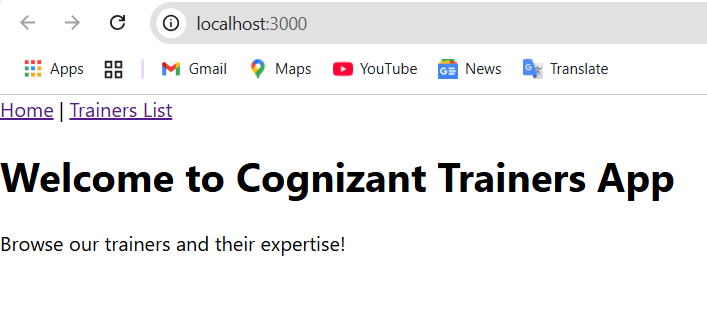 localhost:3000
Apps Gmail Maps YouTube News Translate
Home | Trainers List
Welcome to Cognizant Trainers App
Browse our trainers and their expertise!